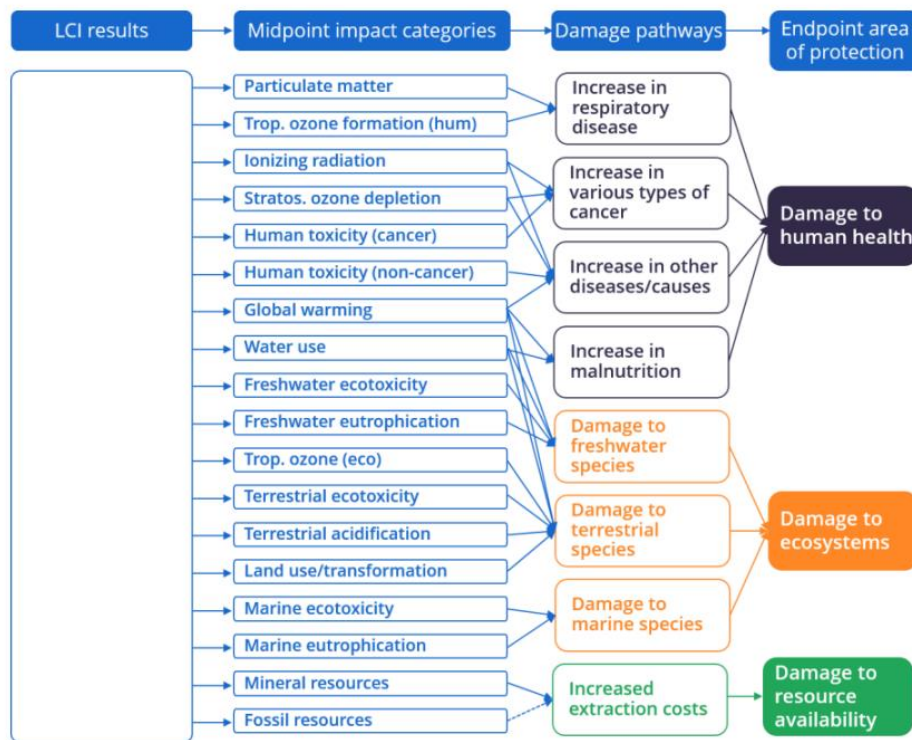 LCI results
Midpoint impact categories
Damage pathways
Endpoint area
of protection
Particulate matter
Trop. ozone formation (hum)
Ionizing radiation
Stratos. ozone depletion
Human toxicity (cancer)
Human toxicity (non-cancer)
Global warming
Water use
Freshwater ecotoxicity
Freshwater eutrophication
Trop. ozone (eco)
Terrestrial ecotoxicity
Terrestrial acidification
Land use/transformation
Marine ecotoxicity
Marine eutrophication
Mineral resources
Fossil resources
Increase in
respiratory
disease
Increase in
various types of
cancer
Increase in other
diseases/causes
Increase in
malnutrition
Damage to
freshwater
species
Damage to
terrestrial
species
Damage to
marine species
Increased
extraction costs
Damage to
human health
Damage to
ecosystems
Damage to
resource
availability